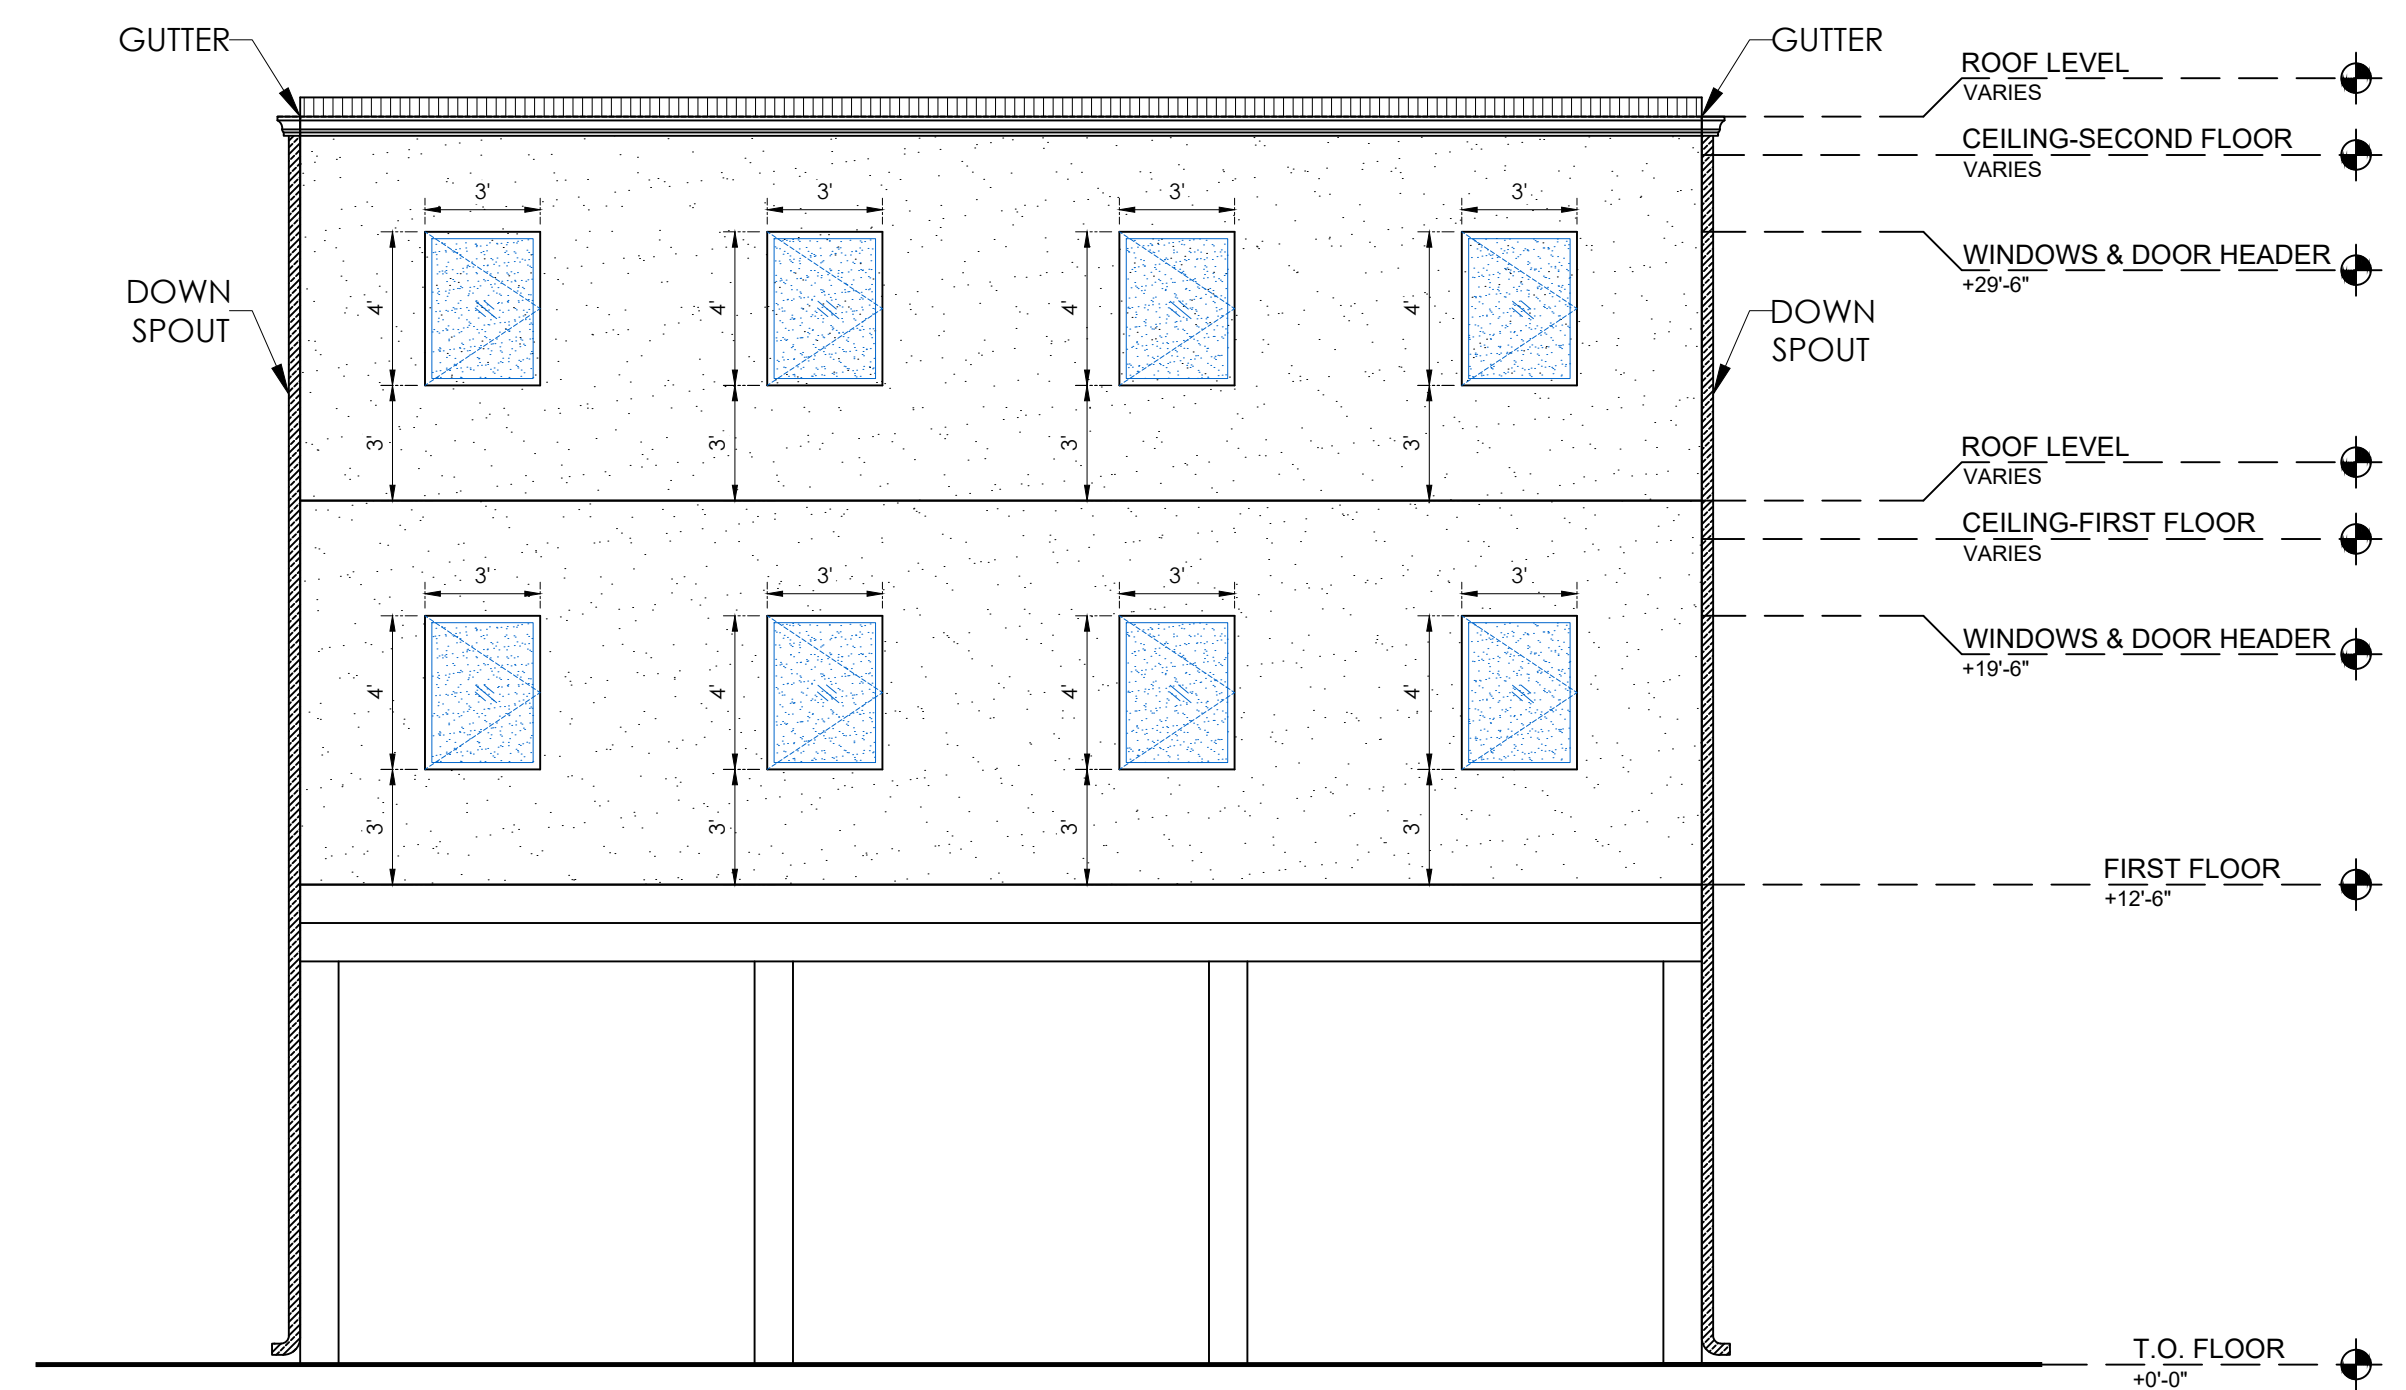 GUTTER
GUTTER
ROOF LEVEL
VARIES
CEILING-SECOND FLOOR
VARIES
3'
3'
3'
3'
WINDOWS & DOOR HEADER
+29'-6"
DOWN
SPOUT
4'
4'
4'
4'
DOWN
SPOUT
3'
3'
3'
3'
ROOF LEVEL
VARIES
CEILING-FIRST FLOOR
VARIES
3'
3'
3'
3'
WINDOWS & DOOR HEADER
+19'-6"
4'
4'
4'
4'
3'
3'
3'
3'
FIRST FLOOR
+12'-6"
T.O. FLOOR
+0'-0"